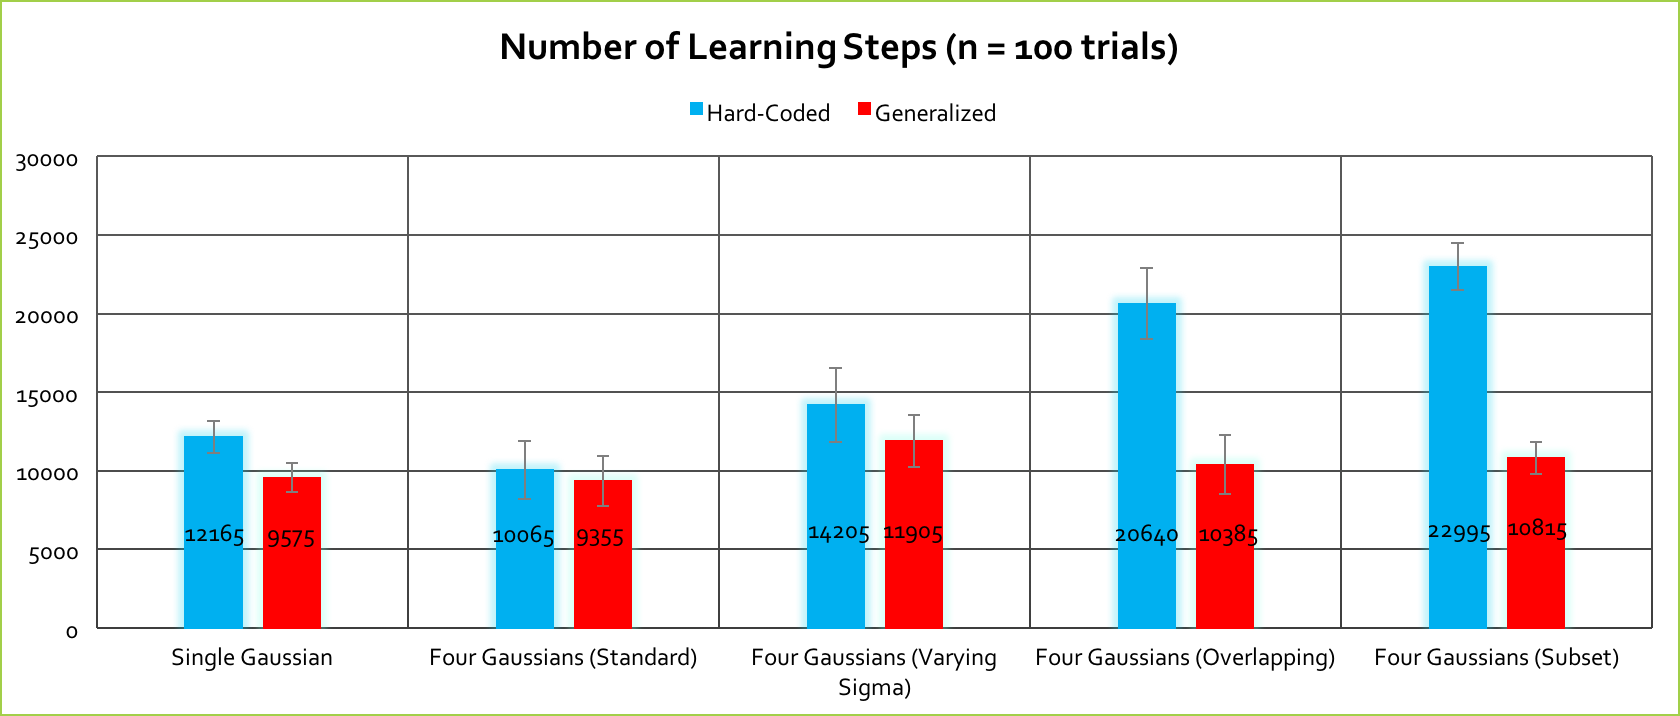 Number of Learning Steps (n = 100 trials)
Hard-Coded Generalized
30000
25000
20000
15000
10000
5000
0
12165 9575 10065 9355 14205 11905 20640 10385 22995 10815
Single Gaussian Four Gaussians (Standard) Four Gaussians (Varying Four Gaussians (Overlapping) Four Gaussians (Subset)
Sigma)